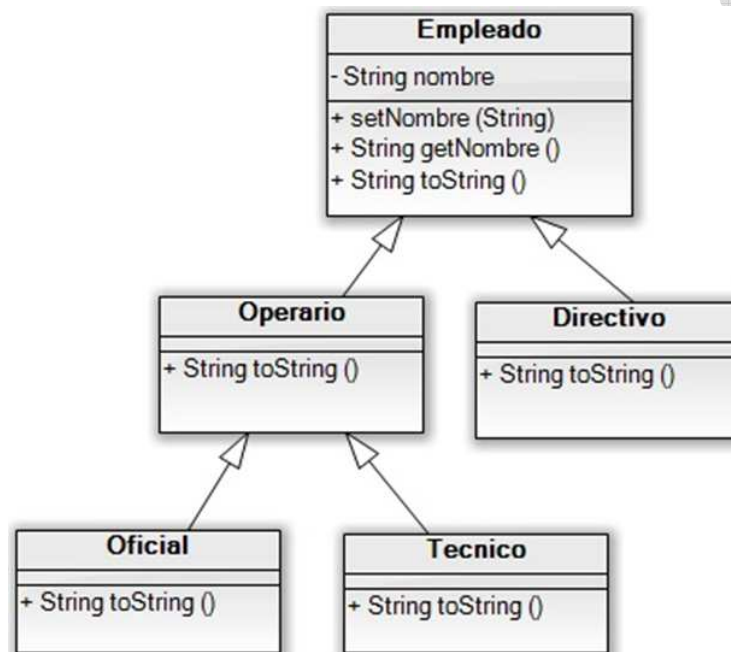 Empleado
- String nombre
+ setNombre (String)
+ String getNombre ()
+ String toString ()
Operario
+ String toString ()
Directivo
+ String toString ()
Oficial
+ String toString ()
Tecnico
+ String toString ()